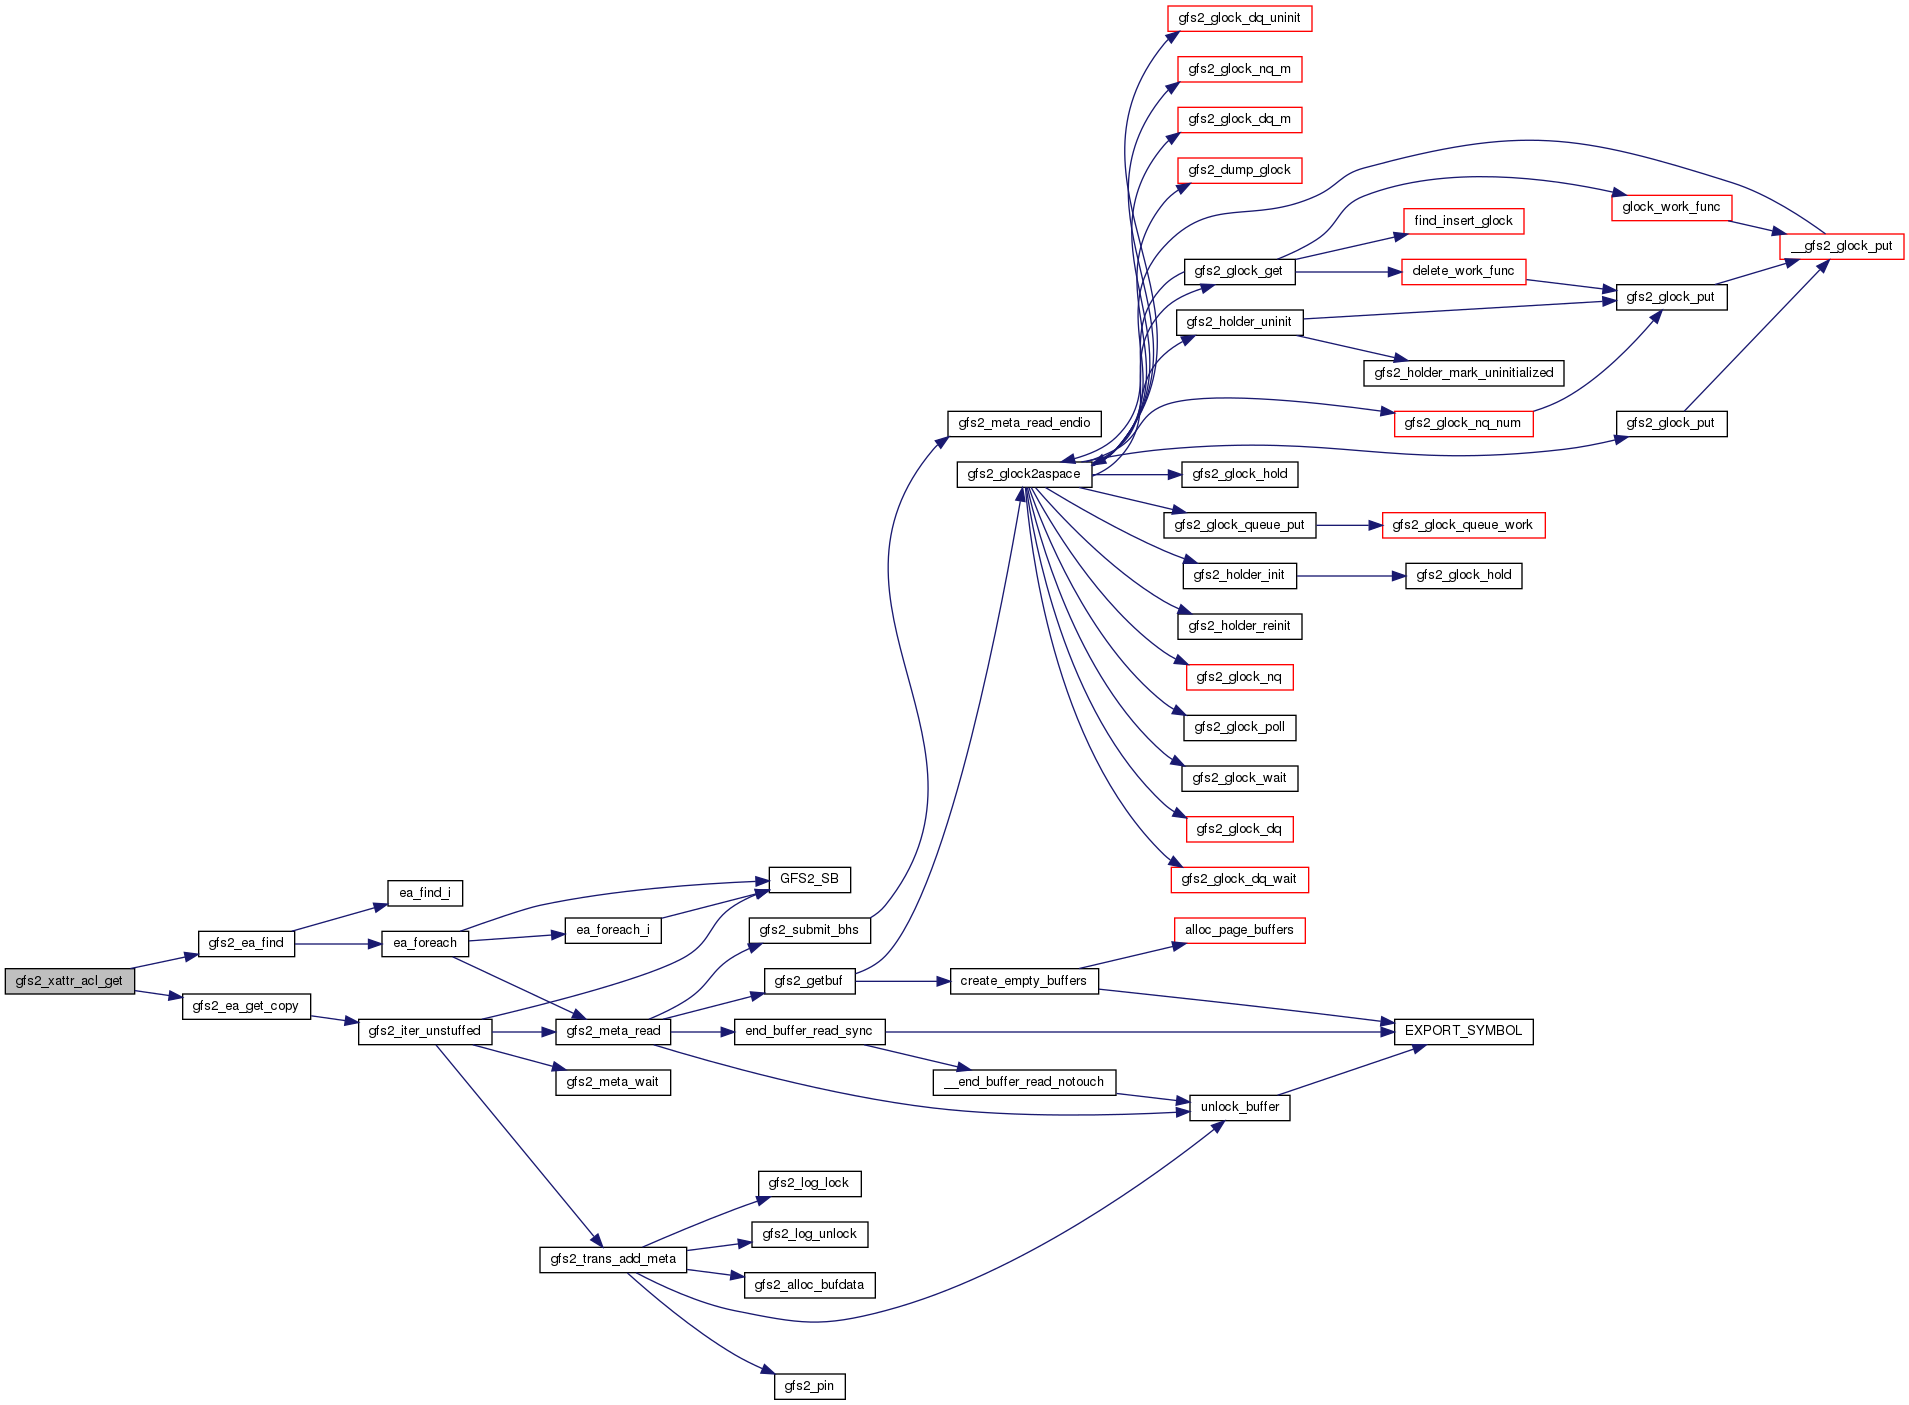 gfs2_glock_dq_uninit
gfs2_glock_nq_m
gfs2_glock_dq_m
gfs2_dump_glock
glock_work_func
find_insert_glock
__gfs2_glock_put
gfs2_glock_get
delete_work_func
gfs2_glock_put
gfs2_holder_uninit
gfs2_holder_mark_uninitialized
gfs2_meta_read_endio
gfs2_glock_nq_num
gfs2_glock_put
gfs2_glock2aspace
gfs2_glock_hold
gfs2_glock_queue_put
gfs2_glock_queue_work
gfs2_holder_init
gfs2_glock_hold
gfs2_holder_reinit
gfs2_glock_nq
gfs2_glock_poll
gfs2_glock_wait
gfs2_glock_dq
gfs2_glock_dq_wait
GFS2_SB
ea_find_i
gfs2_ea_find
ea_foreach
ea_foreach_i
gfs2_submit_bhs
alloc_page_buffers
gfs2_xattr_acl_get
gfs2_getbuf
create_empty_buffers
gfs2_ea_get_copy
gfs2_iter_unstuffed
gfs2_meta_read
end_buffer_read_sync
EXPORT_SYMBOL
gfs2_meta_wait
__end_buffer_read_notouch
unlock_buffer
gfs2_log_lock
gfs2_log_unlock
gfs2_trans_add_meta
gfs2_alloc_bufdata
gfs2_pin